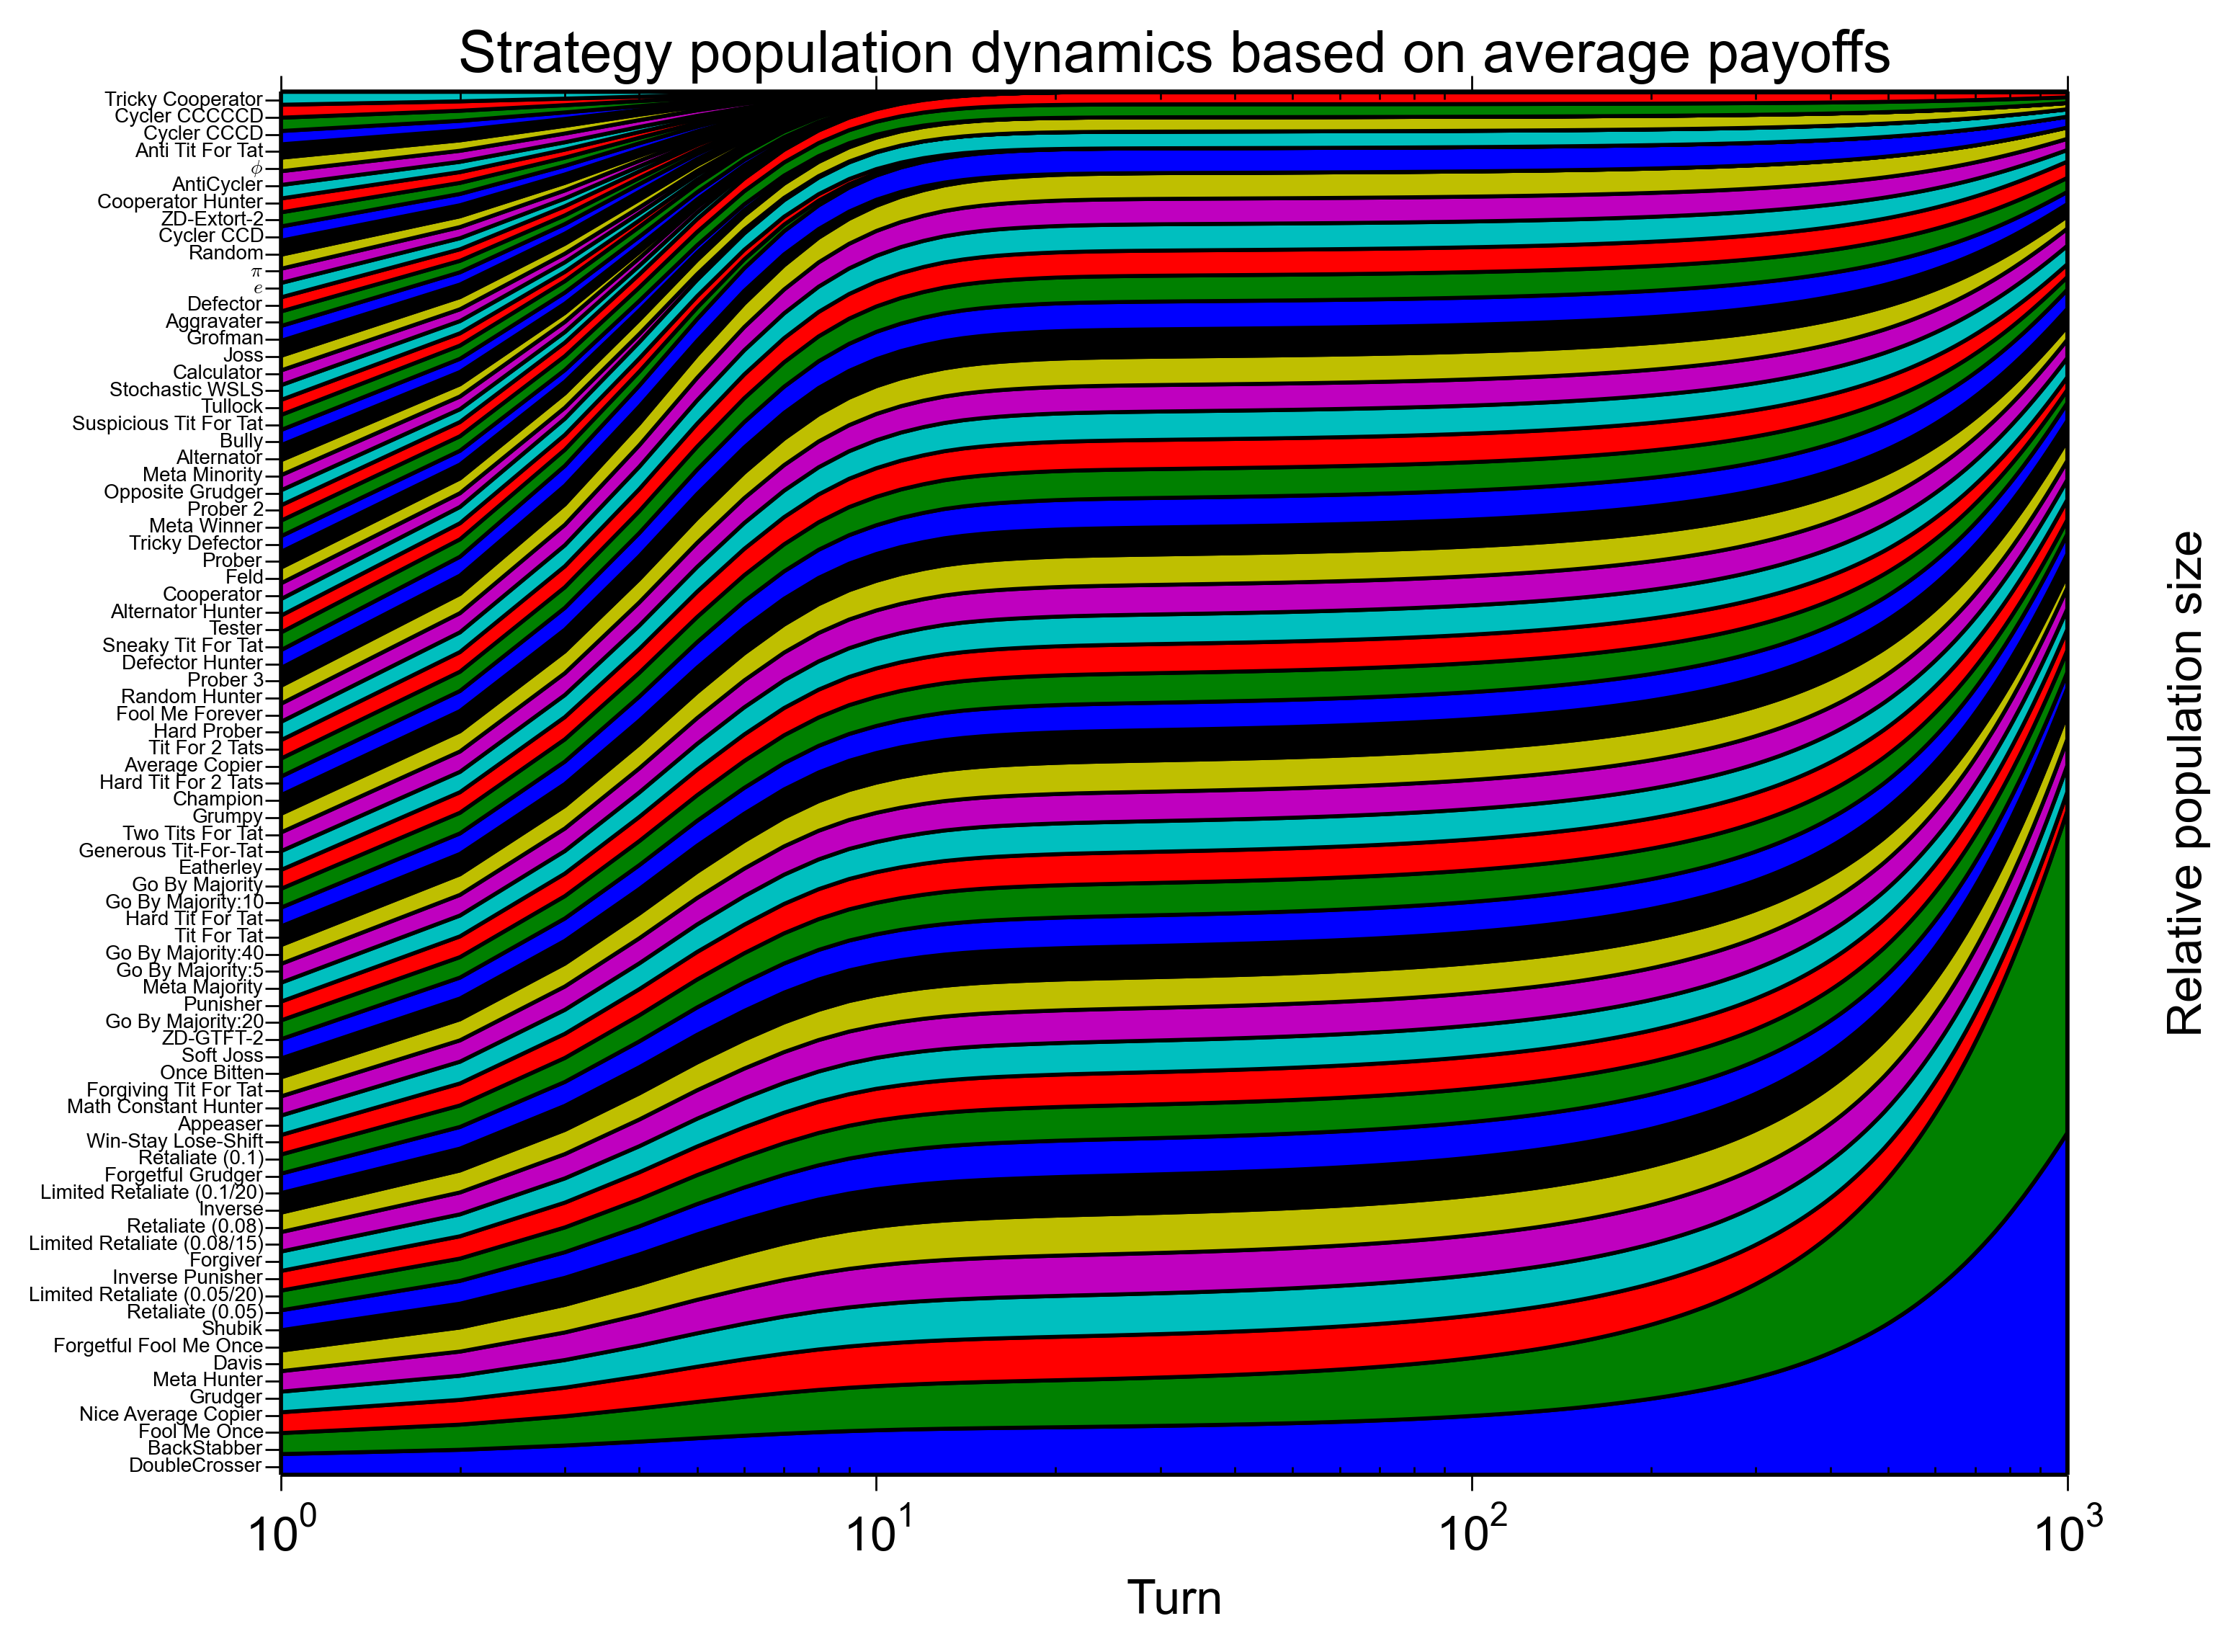 Strategy population dynamics based on average payoffs
Tricky Cooperator
Cycler CCCCCD
Cycler CCCD
Anti Tit For Tat
ϕ
AntiCycler
Cooperator Hunter
ZD-Extort-2
Cycler CCD
Random
π
e
Defector
Aggravater
Grofman
Joss
Calculator
Stochastic WSLS
Tullock
Suspicious Tit For Tat
Bully
Alternator
Meta Minority
Opposite Grudger
Prober 2
Meta Winner
Tricky Defector
Prober
Feld
Cooperator
Alternator Hunter
Tester
Sneaky Tit For Tat
Defector Hunter
Prober 3
Random Hunter
Fool Me Forever
Hard Prober
Tit For 2 Tats
Average Copier
Hard Tit For 2 Tats
Champion
Grumpy
Two Tits For Tat
Generous Tit-For-Tat
Eatherley
Go By Majority
Go By Majority:10
Hard Tit For Tat
Tit For Tat
Go By Majority:40
Go By Majority:5
Meta Majority
Punisher
Go By Majority:20
ZD-GTFT-2
Soft Joss
Once Bitten
Forgiving Tit For Tat
Math Constant Hunter
Appeaser
Win-Stay Lose-Shift
Retaliate (0.1)
Forgetful Grudger
Limited Retaliate (0.1/20)
Inverse
Retaliate (0.08)
Limited Retaliate (0.08/15)
Forgiver
Inverse Punisher
Limited Retaliate (0.05/20)
Retaliate (0.05)
Shubik
Forgetful Fool Me Once
Davis
Meta Hunter
Grudger
Nice Average Copier
Fool Me Once
BackStabber
DoubleCrosser
10⁰ 10¹ 10² 10³
Turn
Relative population size